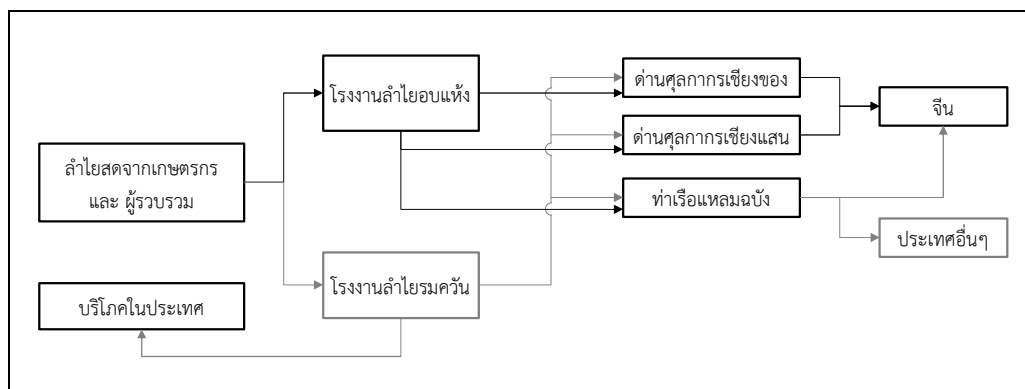 โรงงานลำไยอบแห้ง
ด่านศุลกากรเชียงของ
จีน
ด่านศุลกากรเชียงแสน
ลำไยสดจากเกษตรกร
และ ผู้รวบรวม
ท่าเรือแหลมฉบัง
ประเทศอื่นๆ
โรงงานลำไยรมควัน
บริโภคในประเทศ